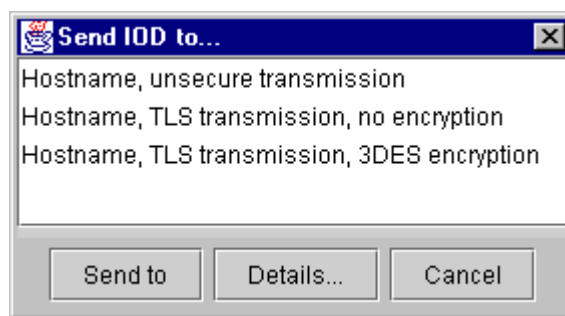 Send IOD to...
Hostname, unsecure transmission
Hostname, TLS transmission, no encryption
Hostname, TLS transmission, 3DES encryption
Send to Details... Cancel